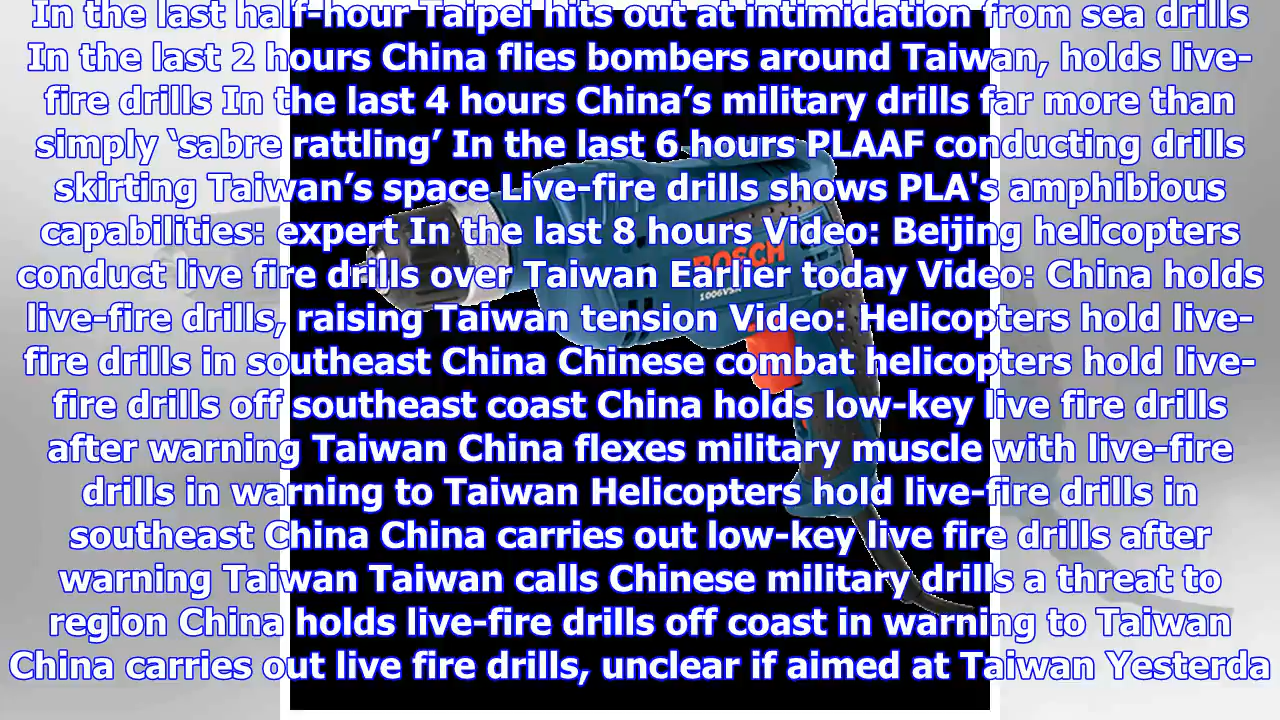 In the last half-hour Taipei hits out at intimidation from sea drills
In the last 2 hours China flies bombers around Taiwan, holds live-
fire drills In the last 4 hours China’s military drills far more than
simply ‘sabre rattling’ In the last 6 hours PLAAF conducting drills
skirting Taiwan’s space Live-fire drills shows PLA's amphibious
capabilities: expert In the last 8 hours Video: Beijing helicopters
BOSCH
conduct live fire drills over Taiwan Earlier today Video: China holds
live-fire drills, raising Taiwan tension Video: Helicopters hold live-
fire drills in southeast China Chinese combat helicopters hold live-
fire drills off southeast coast China holds low-key live fire drills
after warning Taiwan China flexes military muscle with live-fire
drills in warning to Taiwan Helicopters hold live-fire drills in
southeast China China carries out low-key live fire drills after
warning Taiwan Taiwan calls Chinese military drills a threat to
region China holds live-fire drills off coast in warning to Taiwan
China carries out live fire drills, unclear if aimed at Taiwan Yesterda